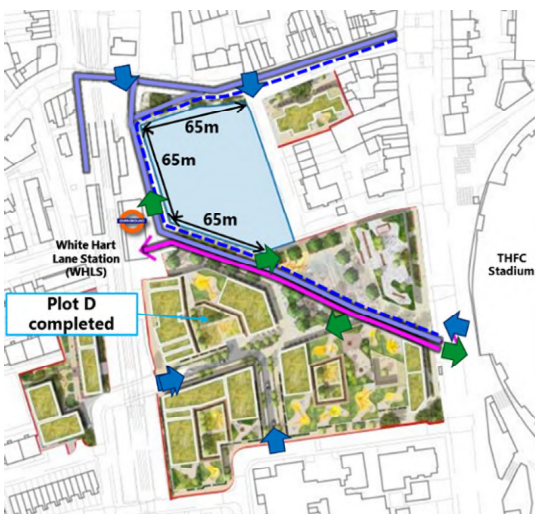 65m
65m
65m
White Hart
Lane Station
(WHLS)
THFC
Stadium
Plot D
completed